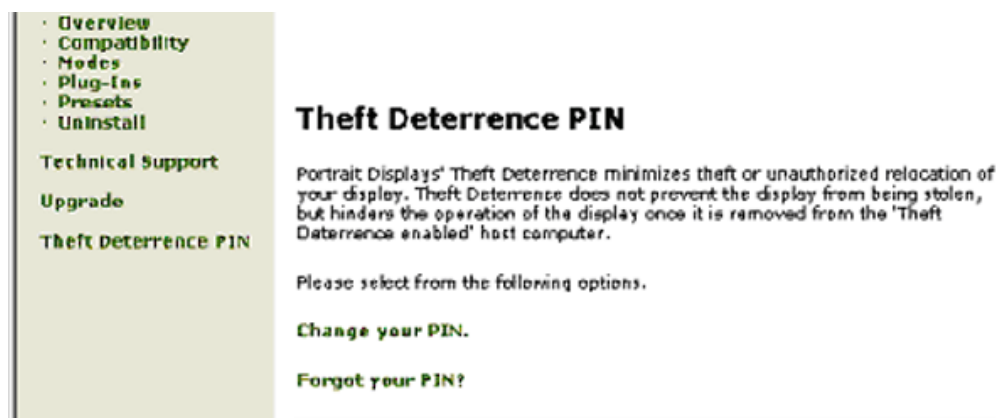 · Overview
· Compatibility
· Modes
· Plug-Ins
· Presets
· Uninstall
Technical Support
Upgrade
Theft Deterrence PIN
Theft Deterrence PIN
Portrait Displays' Theft Deterrence minimizes theft or unauthorized relocation of
your display. Theft Deterrence does not prevent the display from being stolen,
but hinders the operation of the display once it is removed from the 'Theft
Deterrence enabled' host computer.
Please select from the following options.
Change your PIN.
Forgot your PIN?